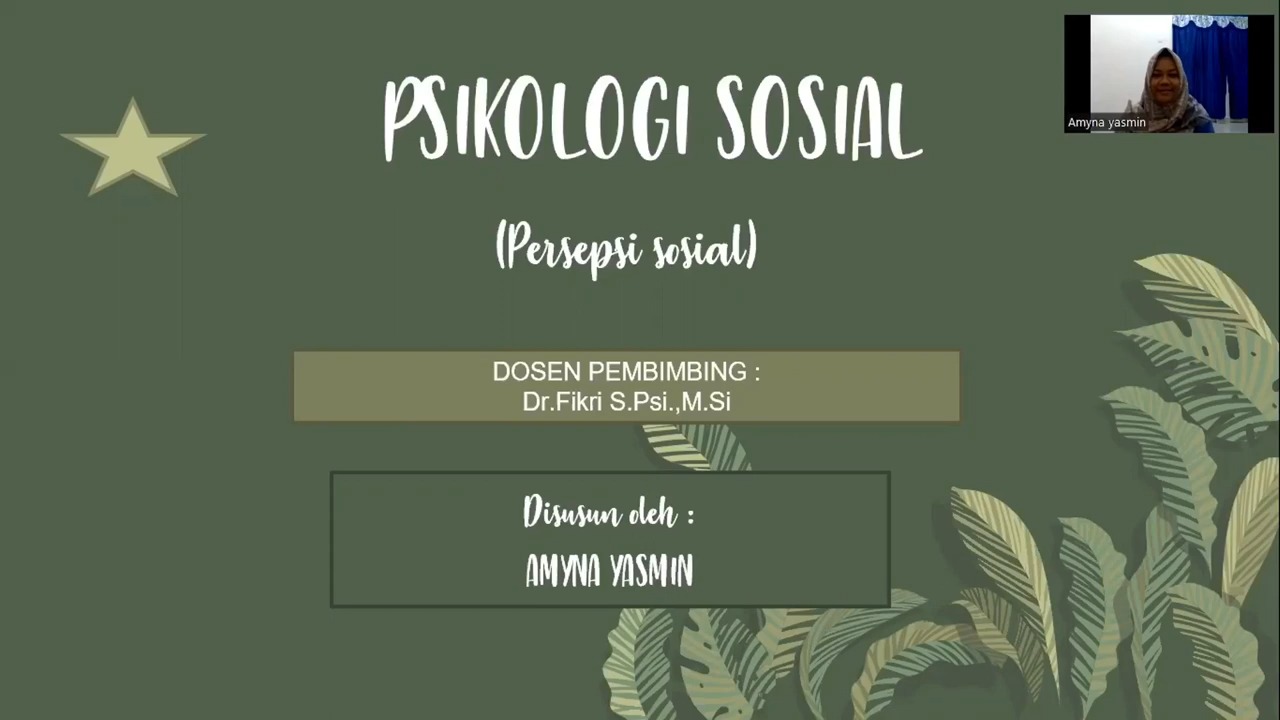 PSIKOLOGI SOSIAL
(Persepsi sosial)
DOSEN PEMBIMBING :
Dr.Fikri S.Psi.,M.Si
Disusun oleh :
AMYNA YASMIN
Amyna yasmin